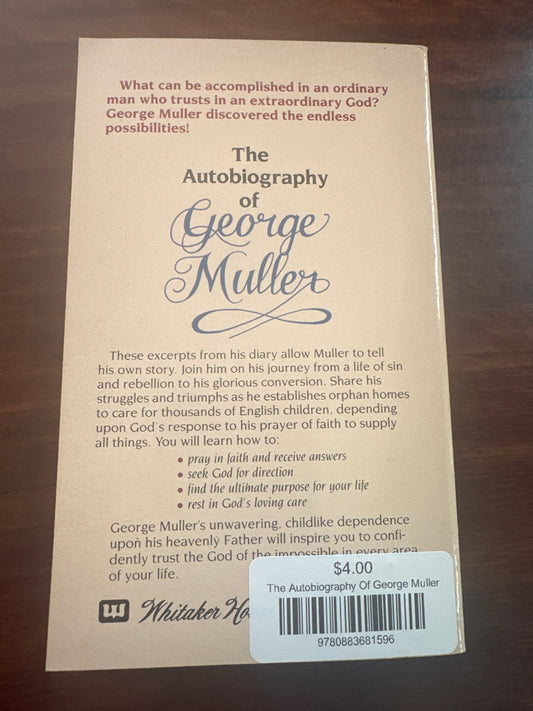 What can be accomplished in an ordinary
man who trusts in an extraordinary God?
George Muller discovered the endless
possibilities!
The
Autobiography
of
George
Muller
These excerpts from his diary allow Muller to tell
his own story. Join him on his journey from a life of sin
and rebellion to his glorious conversion. Share his
struggles and triumphs as he establishes orphan homes
to care for thousands of English children, depending
upon God's response to his prayer of faith to supply
all things. You will learn how to:
• pray in faith and receive answers
• seek God for direction
• find the ultimate purpose for your life
• rest in God's loving care
George Muller's unwavering, childlike dependence
upon his heavenly Father will inspire you to confi-
dently trust the God of the impossible in every area
of your life.
Whitaker Ho
$4.00
The Autobiography Of George Muller
9780883681596